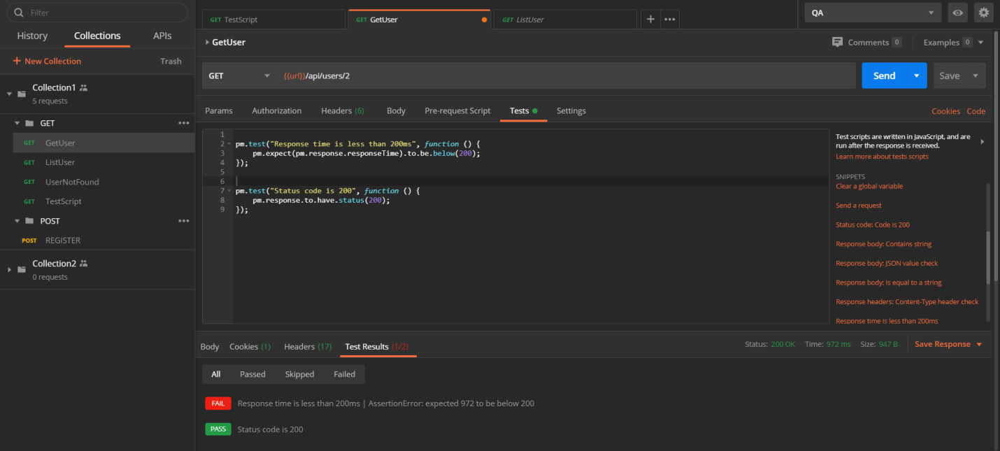 Filter
History Collections APIs
+ New Collection Trash
Collection1
5 requests
GET •••
GET GetUser
GET ListUser
GET UserNotFound
GET TestScript
POST •••
POST REGISTER
Collection2
0 requests
GET TestScript
GET GetUser
GET ListUser
+ •••
QA
GetUser
Comments 0 Examples 0
GET {{url}}/api/users/2 Send Save
Params Authorization Headers (6) Body Pre-request Script Tests Settings Cookies Code
1
2 pm.test("Response time is less than 200ms", function () {
3 pm.expect(pm.response.responseTime).to.be.below(200);
4 });
5
6
7 pm.test("Status code is 200", function () {
8 pm.response.to.have.status(200);
9 });
Test scripts are written in JavaScript, and are
run after the response is received.
Learn more about tests scripts
SNIPPETS
Clear a global variable
Send a request
Status code: Code is 200
Response body: Contains string
Response body: JSON value check
Response body: Is equal to a string
Response headers: Content-Type header check
Response time is less than 200ms
Body Cookies (1) Headers (17) Test Results (1/2) Status: 200 OK Time: 972 ms Size: 947 B Save Response
All Passed Skipped Failed
FAIL Response time is less than 200ms | AssertionError: expected 972 to be below 200
PASS Status code is 200